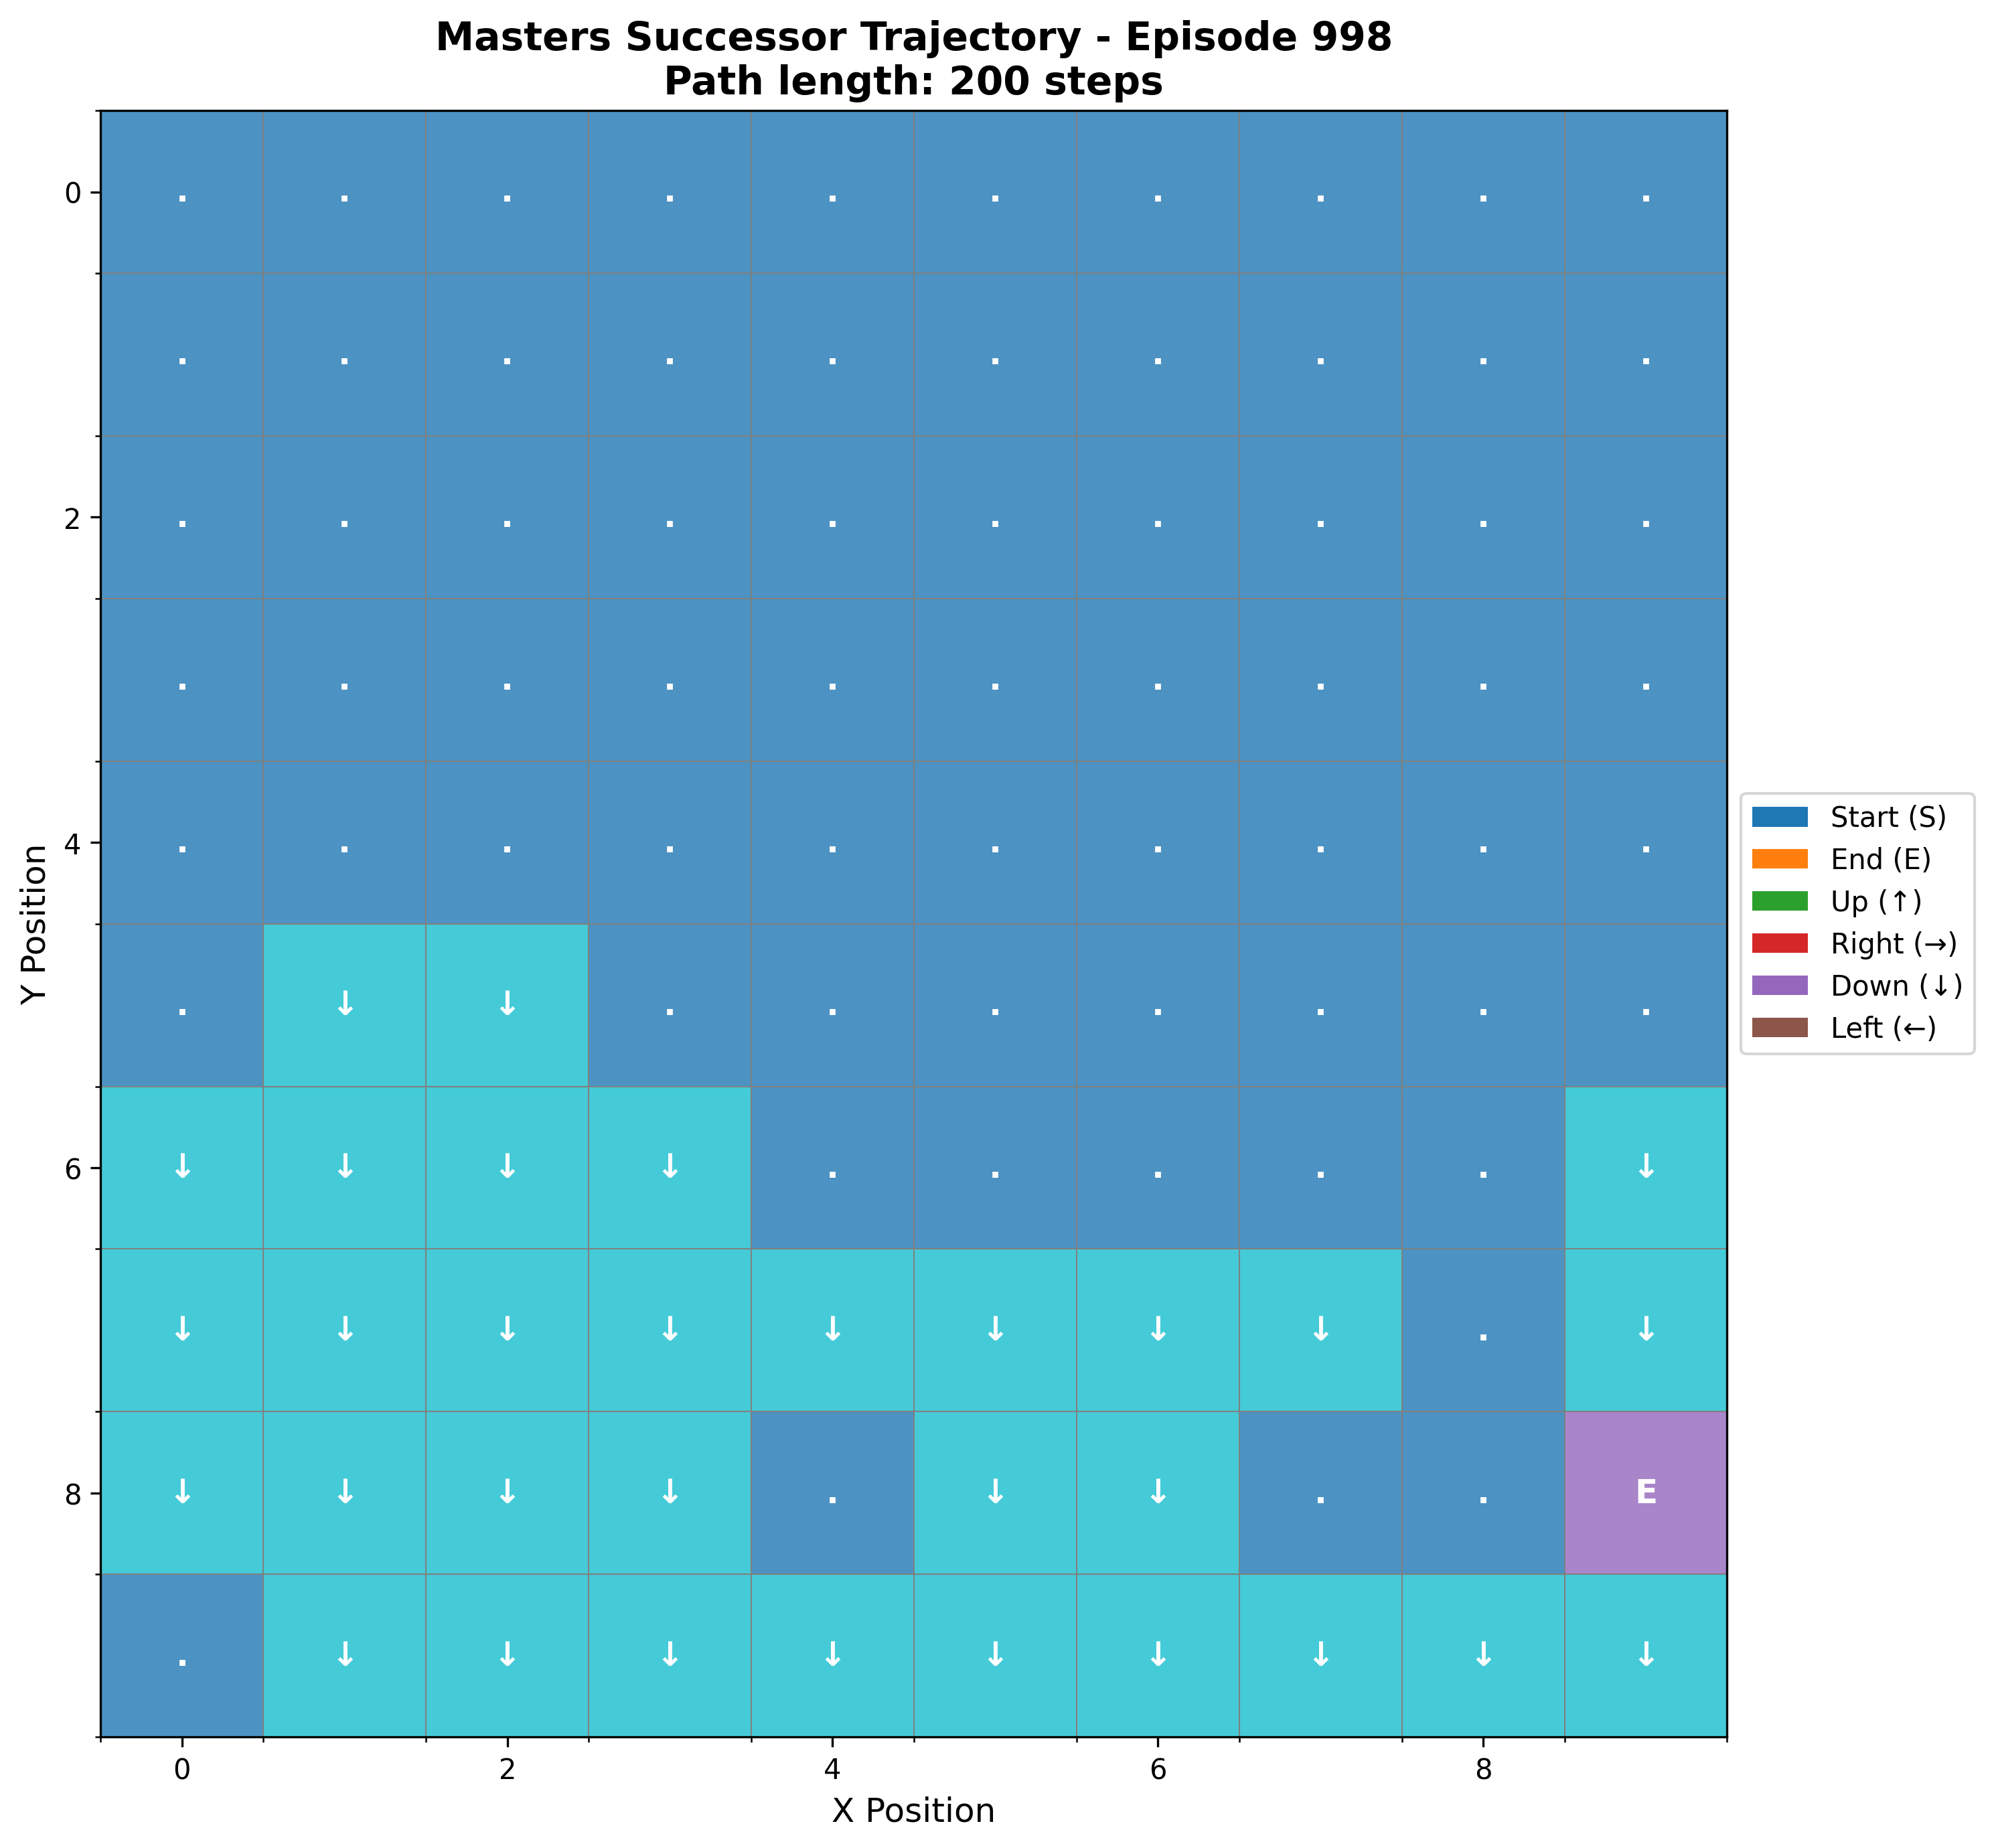 Masters Successor Trajectory - Episode 998
Path length: 200 steps
0 . . . . . . . . . .
. . . . . . . . . .
2 . . . . . . . . . .
. . . . . . . . . .
4 . . . . . . . . . .
. ↓ ↓ . . . . . . .
6 ↓ ↓ ↓ ↓ . . . . . ↓
↓ ↓ ↓ ↓ ↓ ↓ ↓ ↓ . ↓
8 ↓ ↓ ↓ ↓ . ↓ ↓ . . E
. ↓ ↓ ↓ ↓ ↓ ↓ ↓ ↓ ↓
0 2 4 6 8
X Position
Y Position
Start (S)
End (E)
Up (↑)
Right (→)
Down (↓)
Left (←)